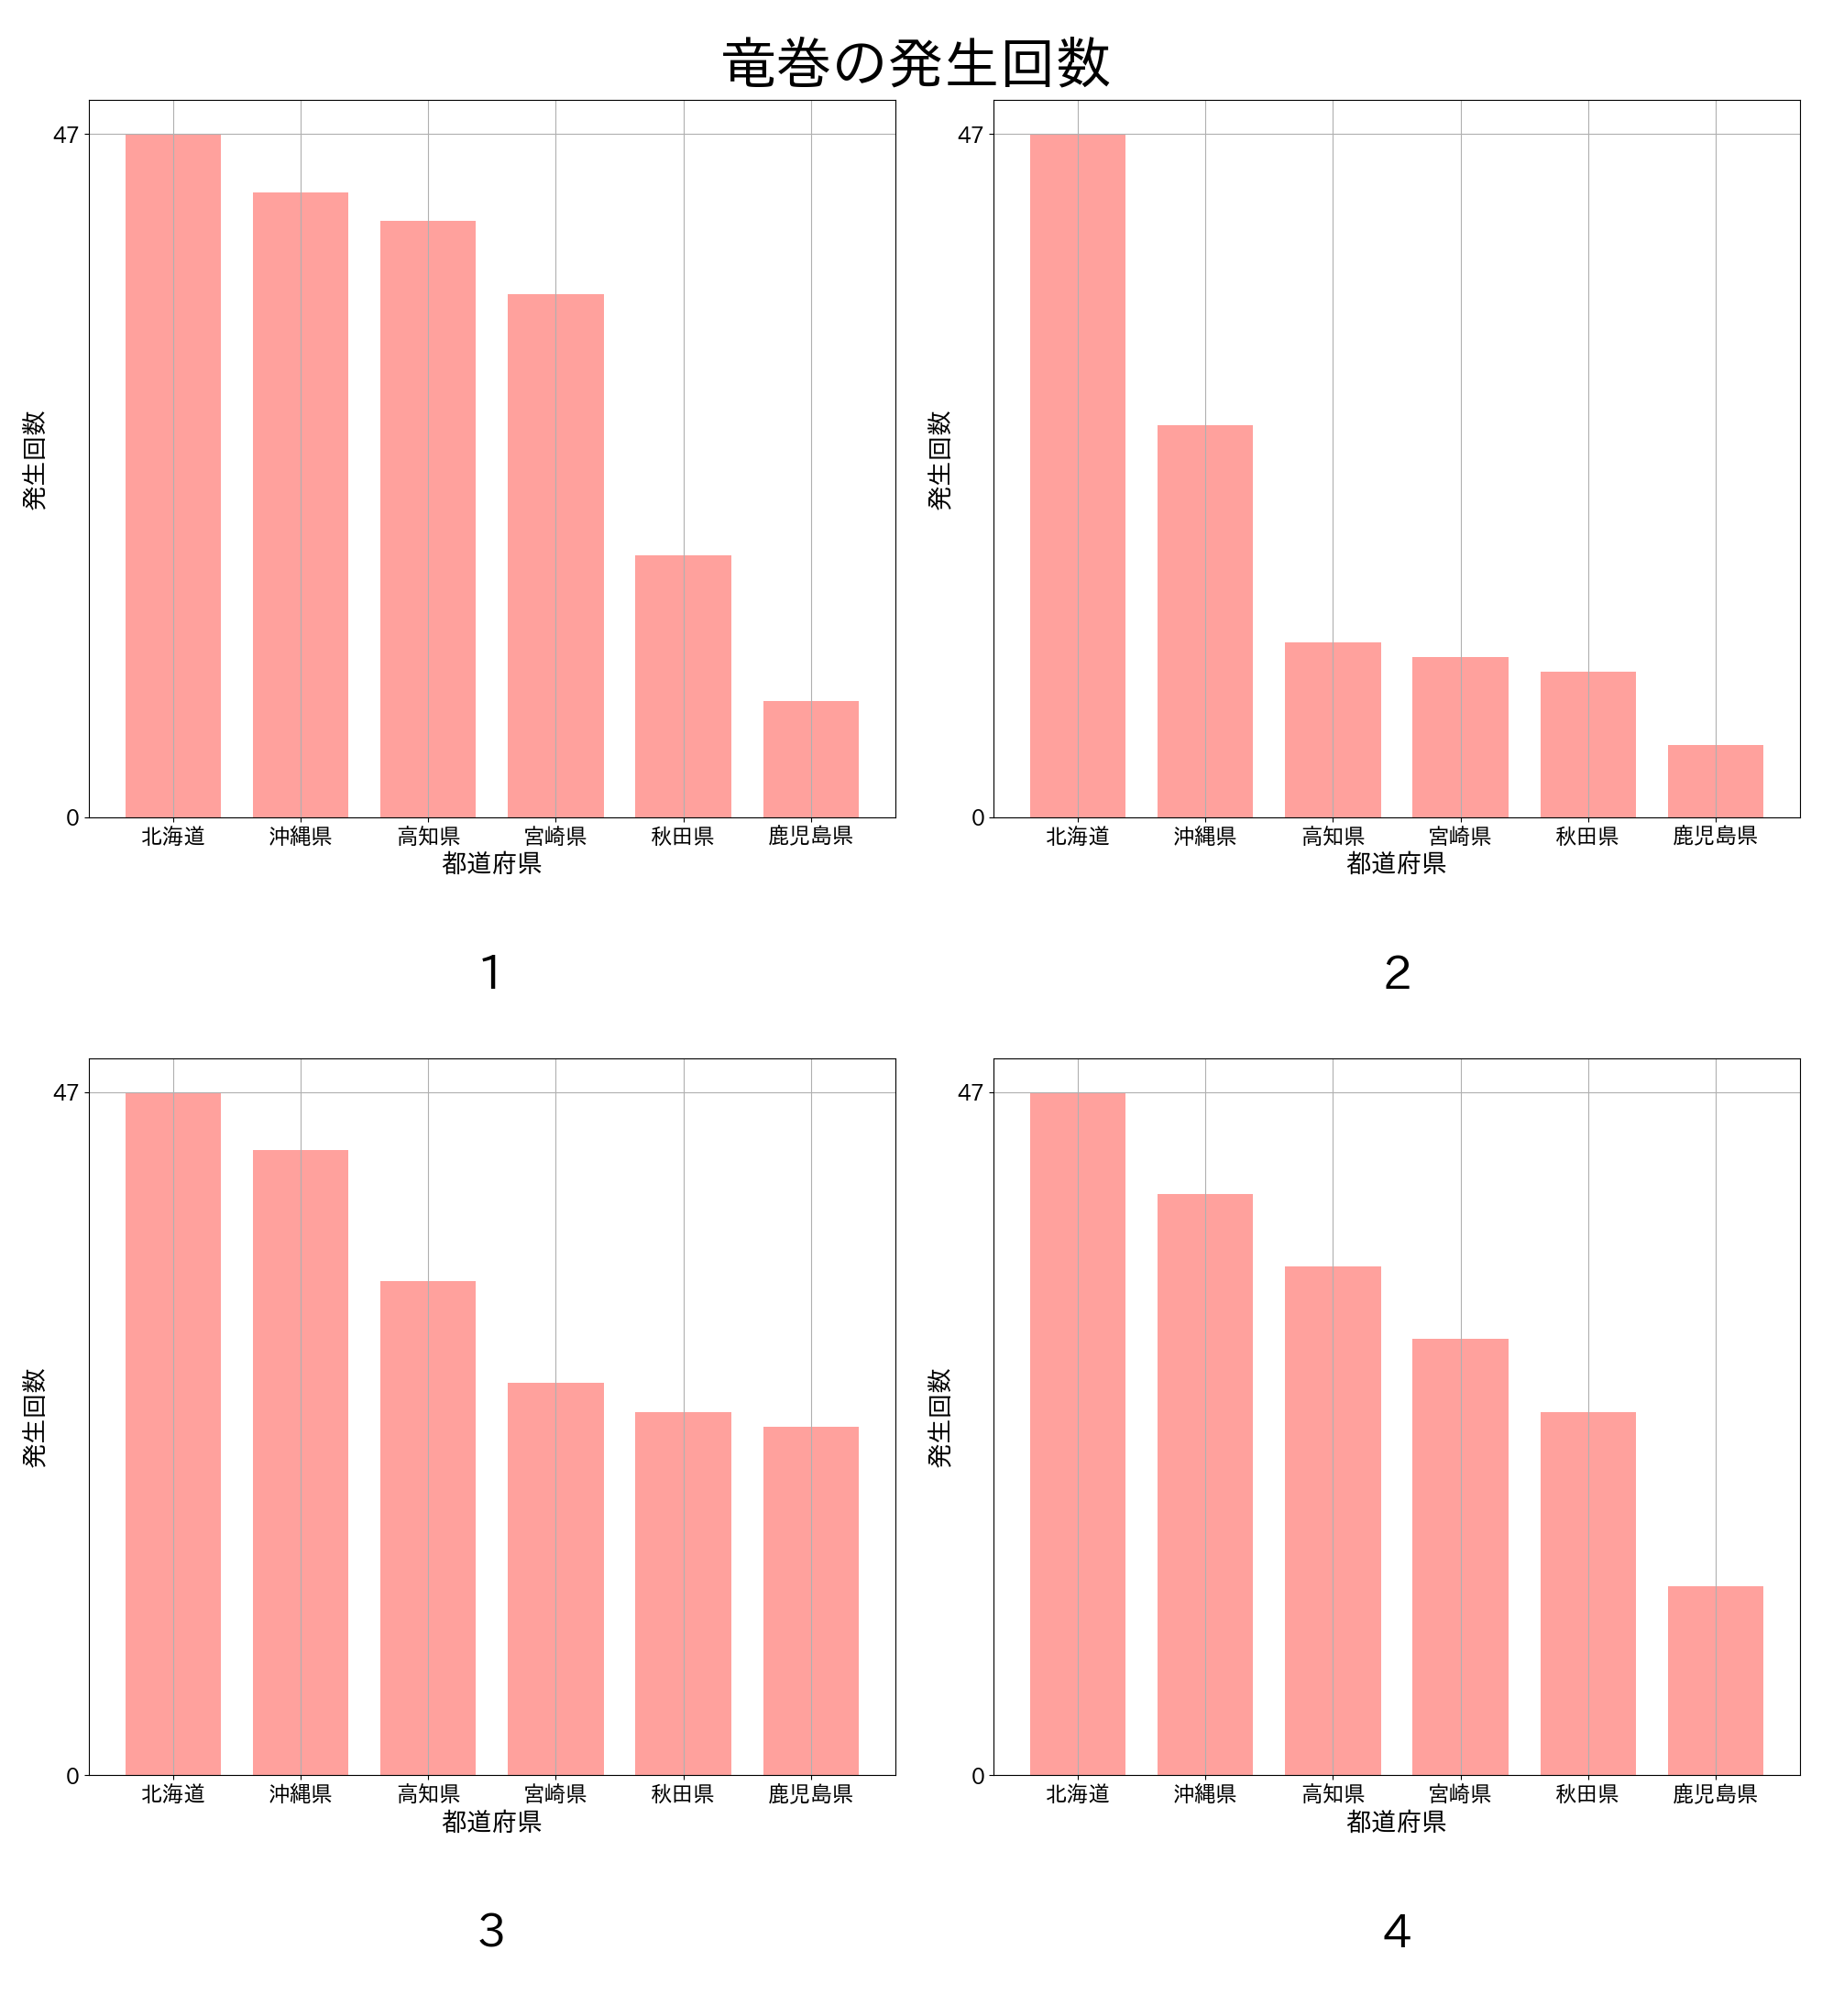 竜巻の発生回数
47
0
発生回数
北海道 沖縄県 高知県 宮崎県 秋田県 鹿児島県
都道府県
1
47
0
発生回数
北海道 沖縄県 高知県 宮崎県 秋田県 鹿児島県
都道府県
2
47
0
発生回数
北海道 沖縄県 高知県 宮崎県 秋田県 鹿児島県
都道府県
3
47
0
発生回数
北海道 沖縄県 高知県 宮崎県 秋田県 鹿児島県
都道府県
4